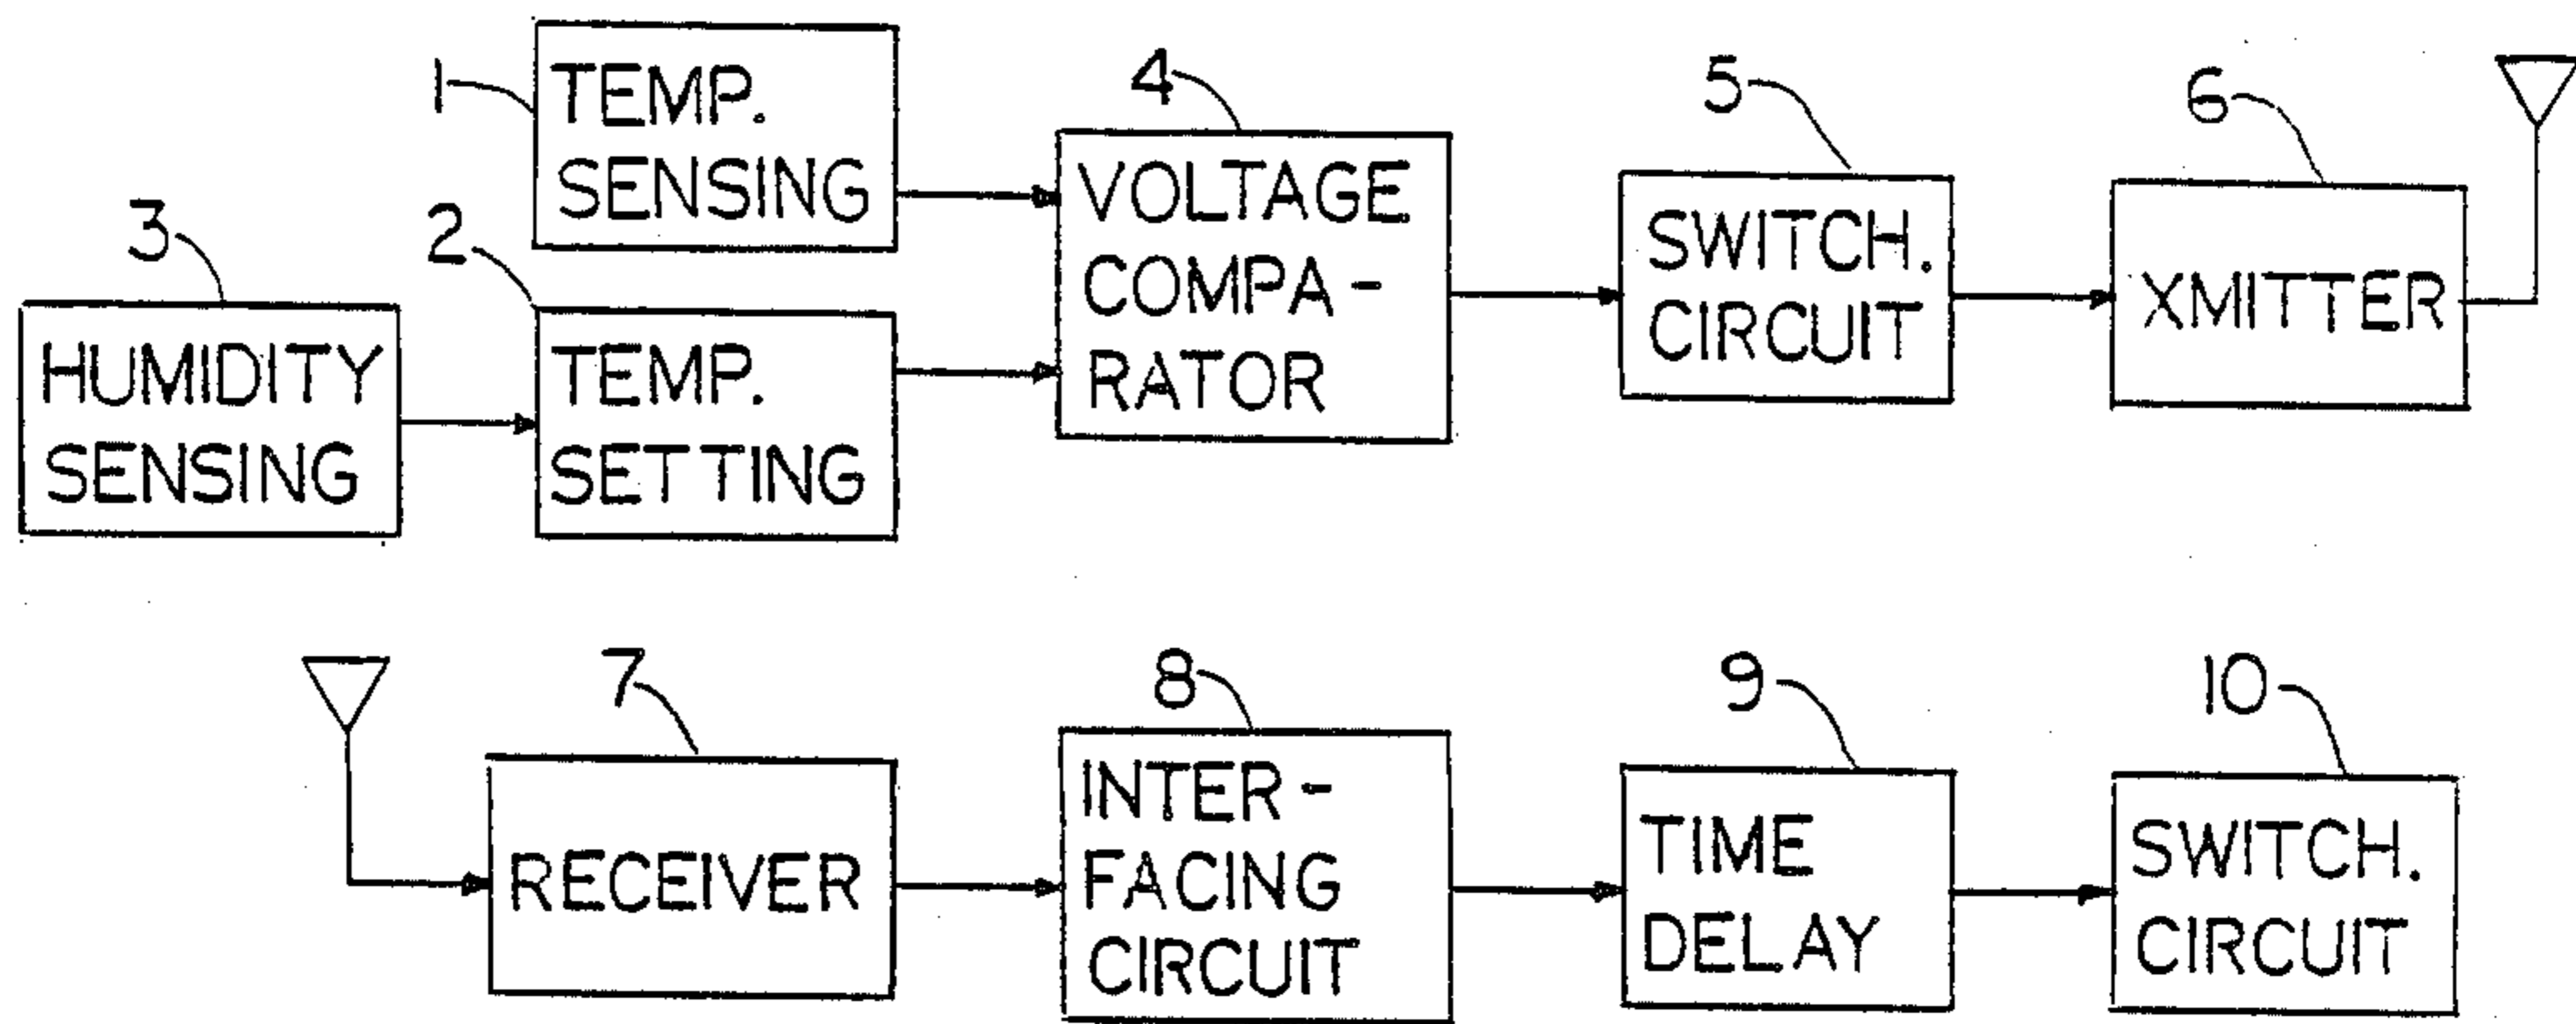 1
TEMP.
SENSING
4
VOLTAGE
COMPA-
RATOR
5
SWITCH.
CIRCUIT
6
XMITTER
3
HUMIDITY
SENSING
2
TEMP.
SETTING
7
RECEIVER
8
INTER-
FACING
CIRCUIT
9
TIME
DELAY
10
SWITCH.
CIRCUIT